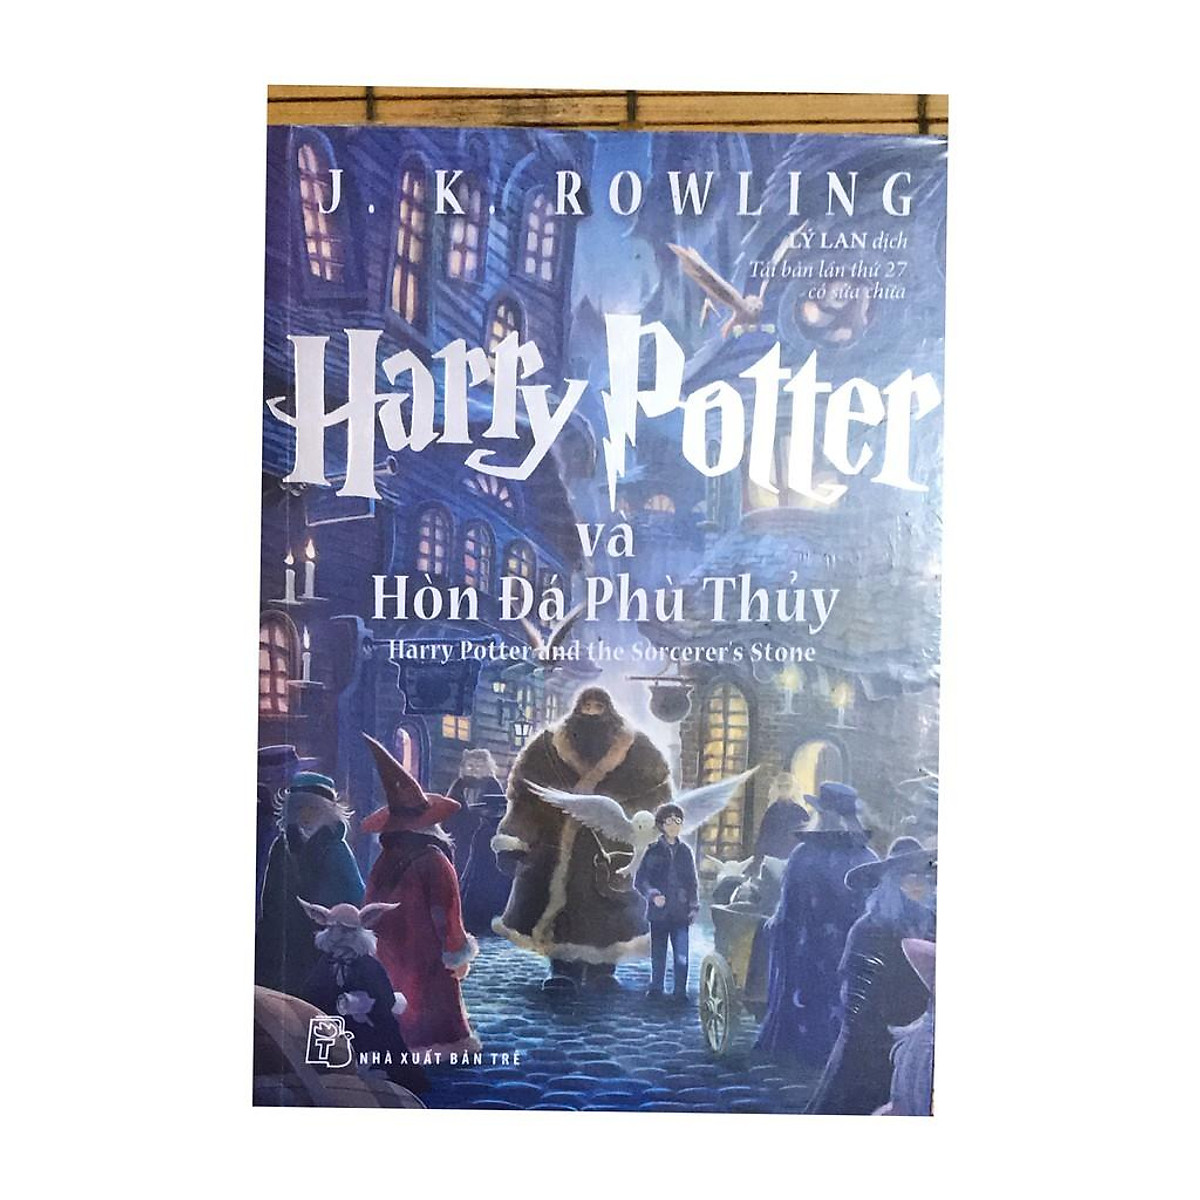 J. K. ROWLING
LÝ LAN dịch
Tái bản lần thứ 27
có sửa chữa
Harry Potter
và
Hòn Đá Phù Thủy
Harry Potter and the Sorcerer's Stone
NHÀ XUẤT BẢN TRẺ